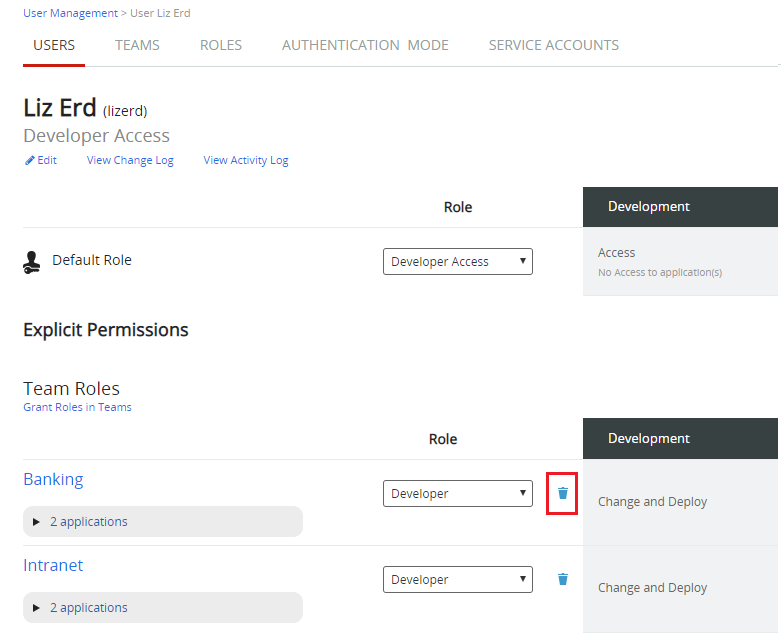 User Management > User Liz Erd
USERS TEAMS ROLES AUTHENTICATION MODE SERVICE ACCOUNTS
Liz Erd (lizerd)
Developer Access
Edit View Change Log View Activity Log
Role Development
Default Role Developer Access Access
No Access to application(s)
Explicit Permissions
Team Roles
Grant Roles in Teams
Role Development
Banking
Developer Change and Deploy
2 applications
Intranet
Developer Change and Deploy
2 applications